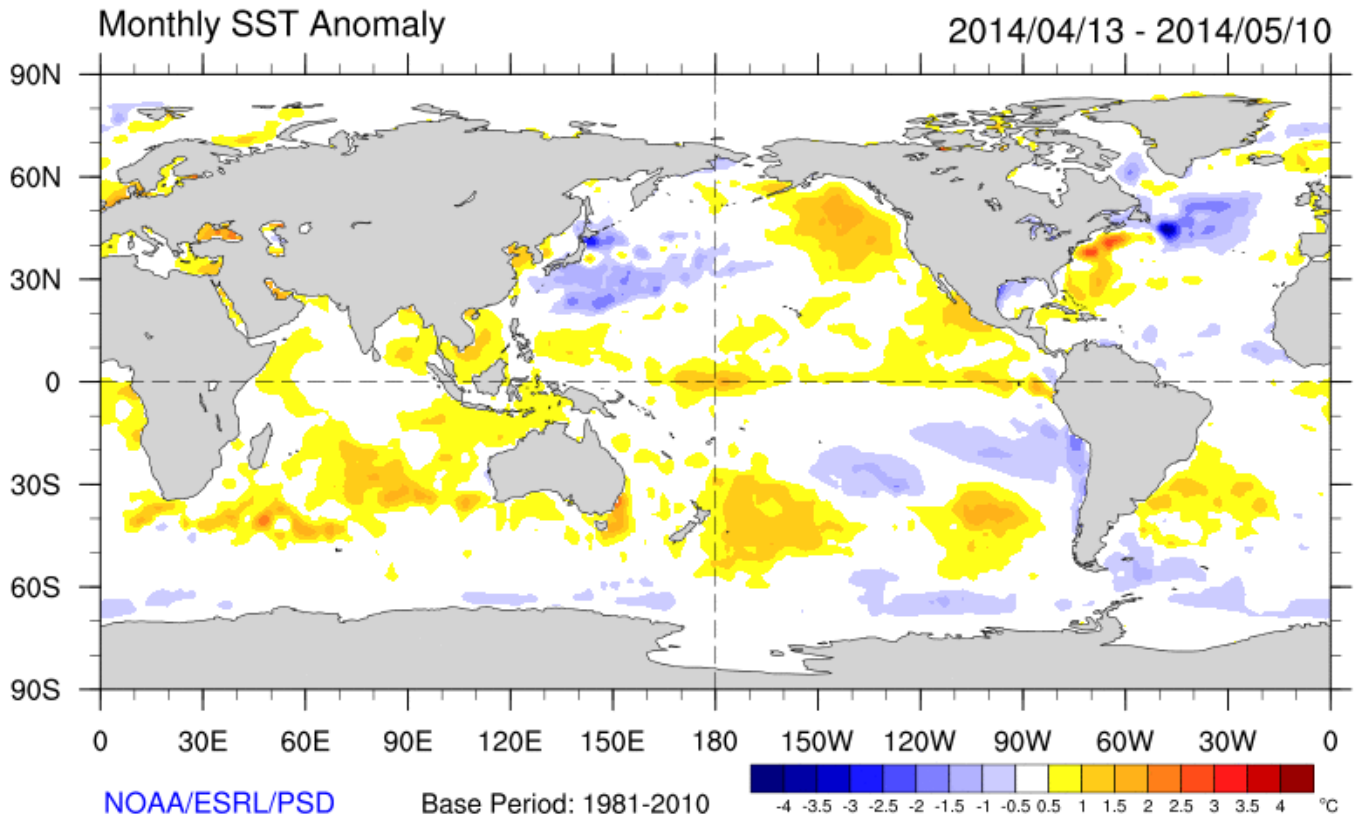 Monthly SST Anomaly 2014/04/13 - 2014/05/10
90N
60N
30N
0
30S
60S
90S
0 30E 60E 90E 120E 150E 180 150W 120W 90W 60W 30W 0
NOAA/ESRL/PSD Base Period: 1981-2010
-4 -3.5 -3 -2.5 -2 -1.5 -1 -0.5 0.5 1 1.5 2 2.5 3 3.5 4 °C